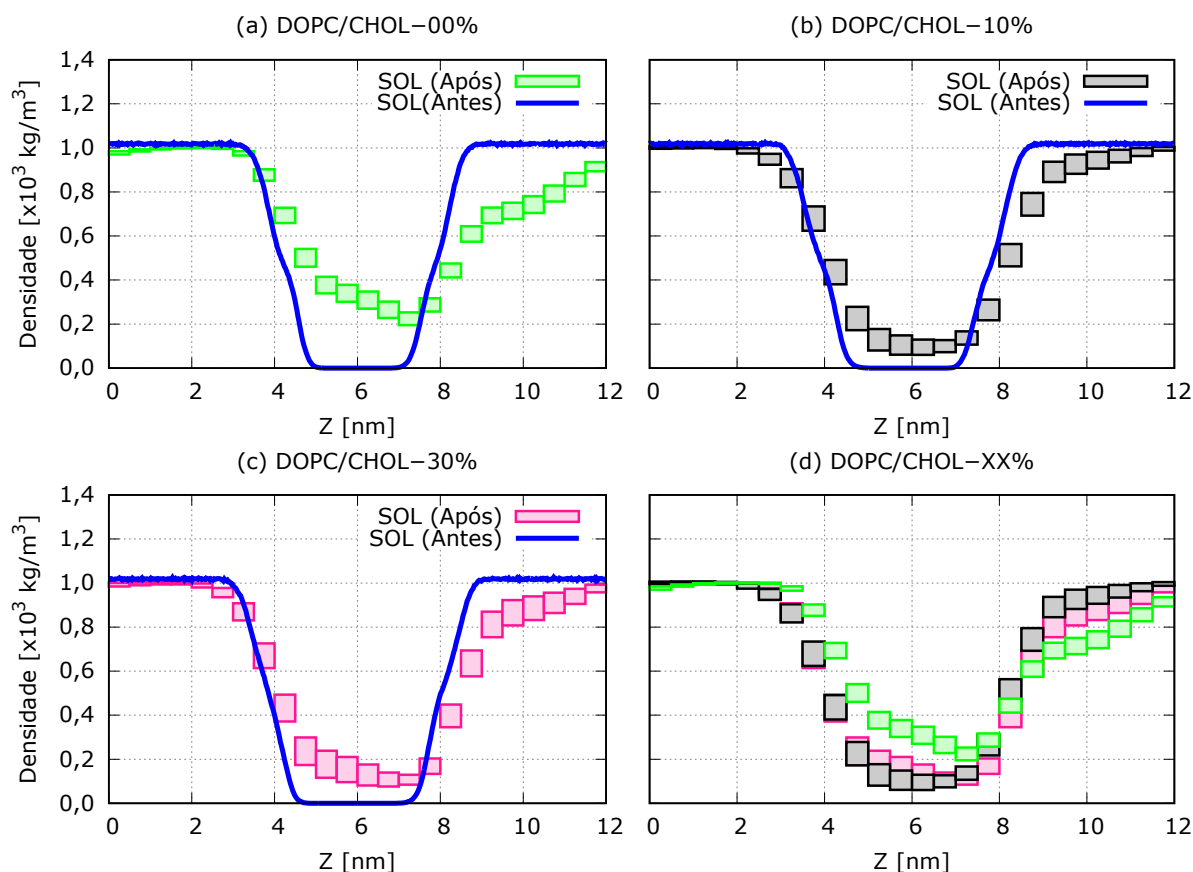 (a) DOPC/CHOL−00%
(b) DOPC/CHOL−10%
1,4
1,2
1,0
0,8
0,6
0,4
0,2
0,0
Densidade [x10³ kg/m³]
SOL (Após)
SOL(Antes)
0 2 4 6 8 10 12
Z [nm]
SOL (Após)
SOL (Antes)
0 2 4 6 8 10 12
Z [nm]
(c) DOPC/CHOL−30%
(d) DOPC/CHOL−XX%
1,4
1,2
1,0
0,8
0,6
0,4
0,2
0,0
Densidade [x10³ kg/m³]
SOL (Após)
SOL (Antes)
0 2 4 6 8 10 12
Z [nm]
0 2 4 6 8 10 12
Z [nm]